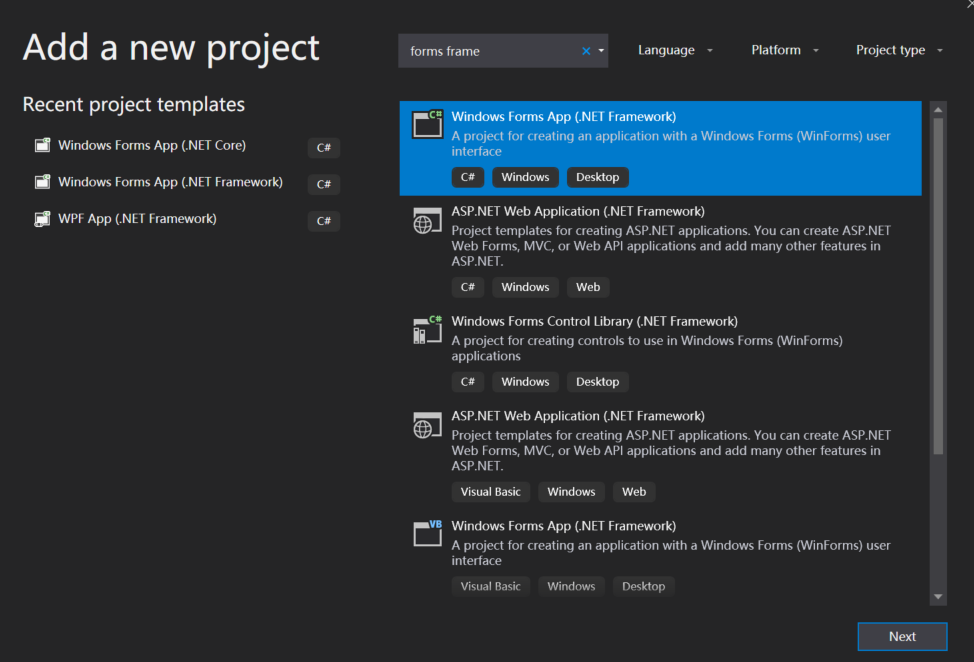 Add a new project
forms frame
Language
Platform
Project type
Recent project templates
Windows Forms App (.NET Core)
C#
Windows Forms App (.NET Framework)
C#
WPF App (.NET Framework)
C#
C#
Windows Forms App (.NET Framework)
A project for creating an application with a Windows Forms (WinForms) user
interface
C#
Windows
Desktop
ASP.NET Web Application (.NET Framework)
Project templates for creating ASP.NET applications. You can create ASP.NET
Web Forms, MVC, or Web API applications and add many other features in
ASP.NET.
C#
Windows
Web
C#
Windows Forms Control Library (.NET Framework)
A project for creating controls to use in Windows Forms (WinForms)
applications
C#
Windows
Desktop
ASP.NET Web Application (.NET Framework)
Project templates for creating ASP.NET applications. You can create ASP.NET
Web Forms, MVC, or Web API applications and add many other features in
ASP.NET.
Visual Basic
Windows
Web
VB
Windows Forms App (.NET Framework)
A project for creating an application with a Windows Forms (WinForms) user
interface
Visual Basic
Windows
Desktop
Next